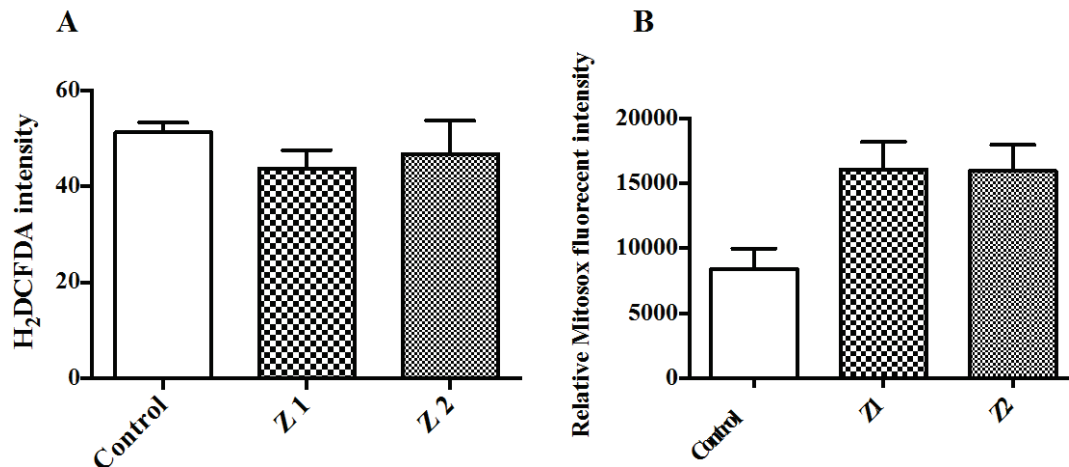 A
H₂DCFDA intensity
60
40
20
0
Control
Z 1
Z 2
B
Relative Mitosox fluorecent intensity
20000
15000
10000
5000
0
Control
Z1
Z2